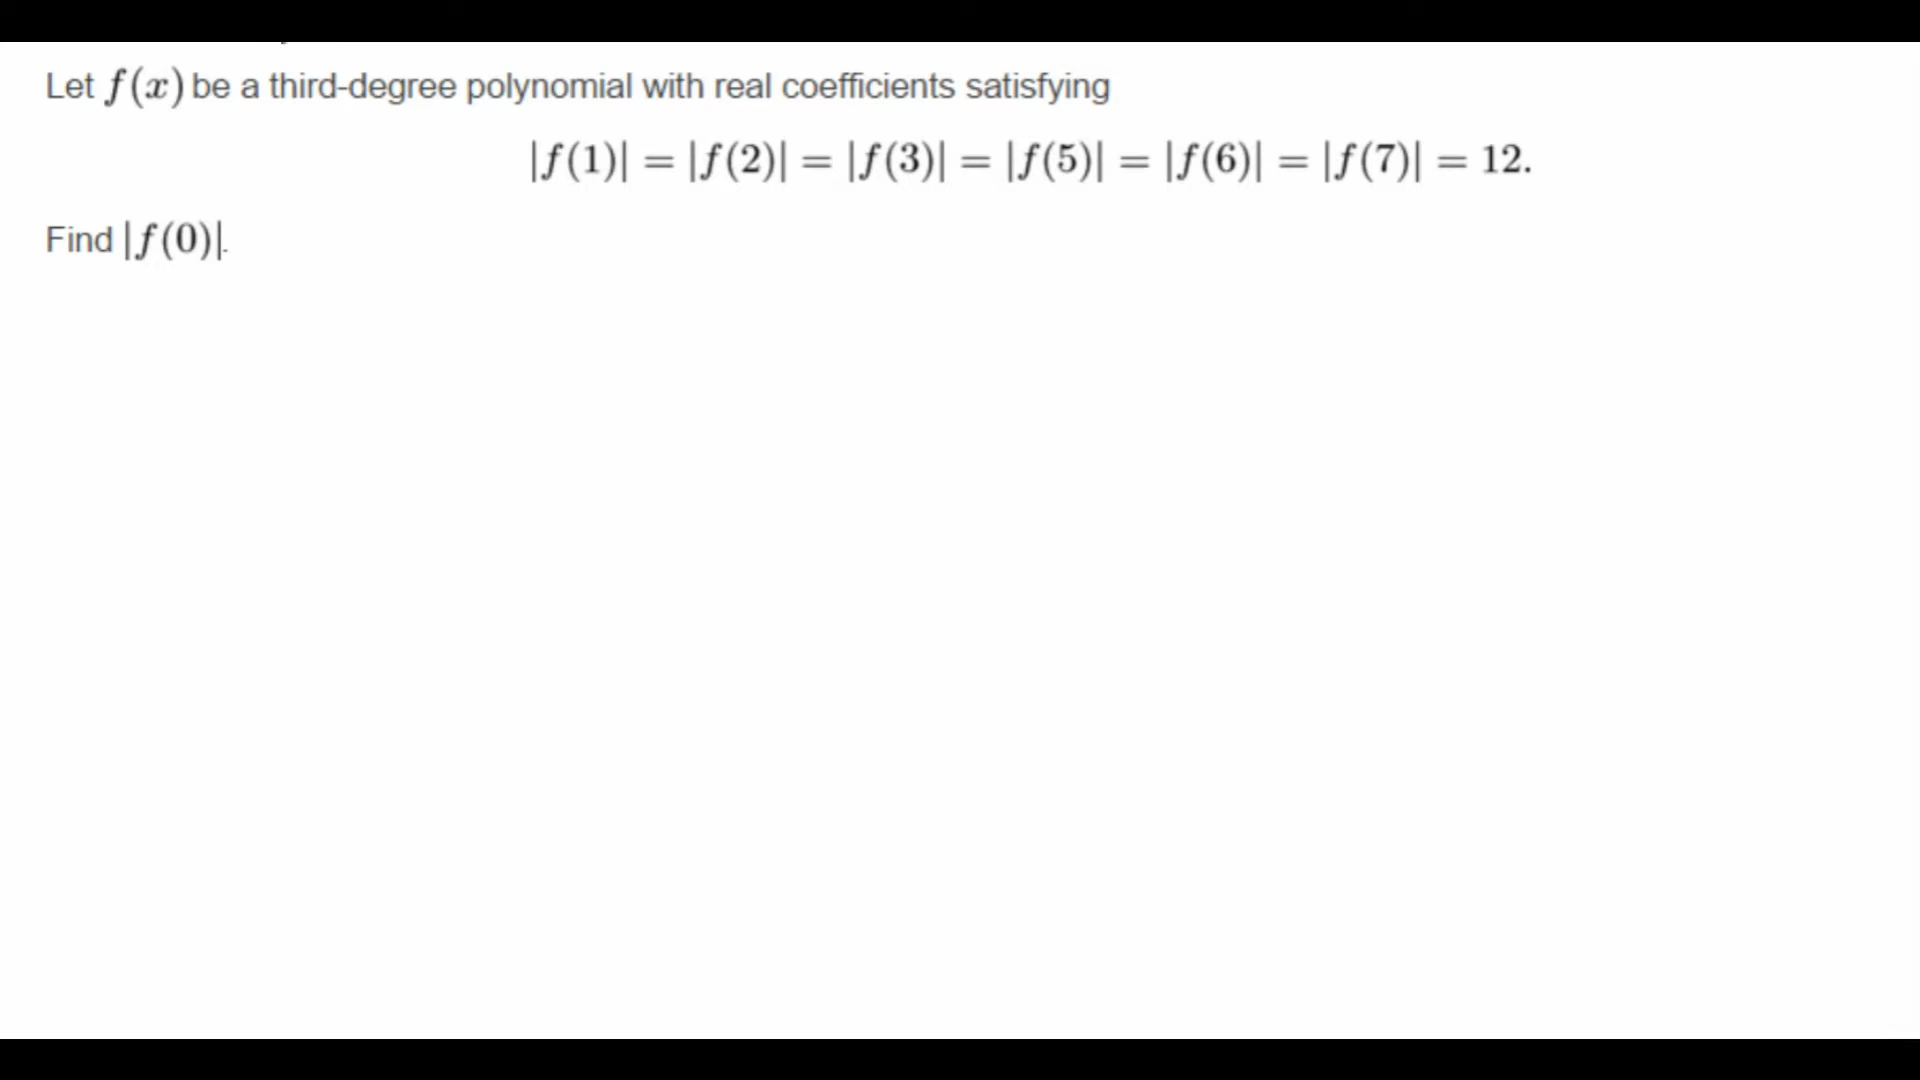 Let f(x) be a third-degree polynomial with real coefficients satisfying
|f(1)| = |f(2)| = |f(3)| = |f(5)| = |f(6)| = |f(7)| = 12.
Find |f(0)|.